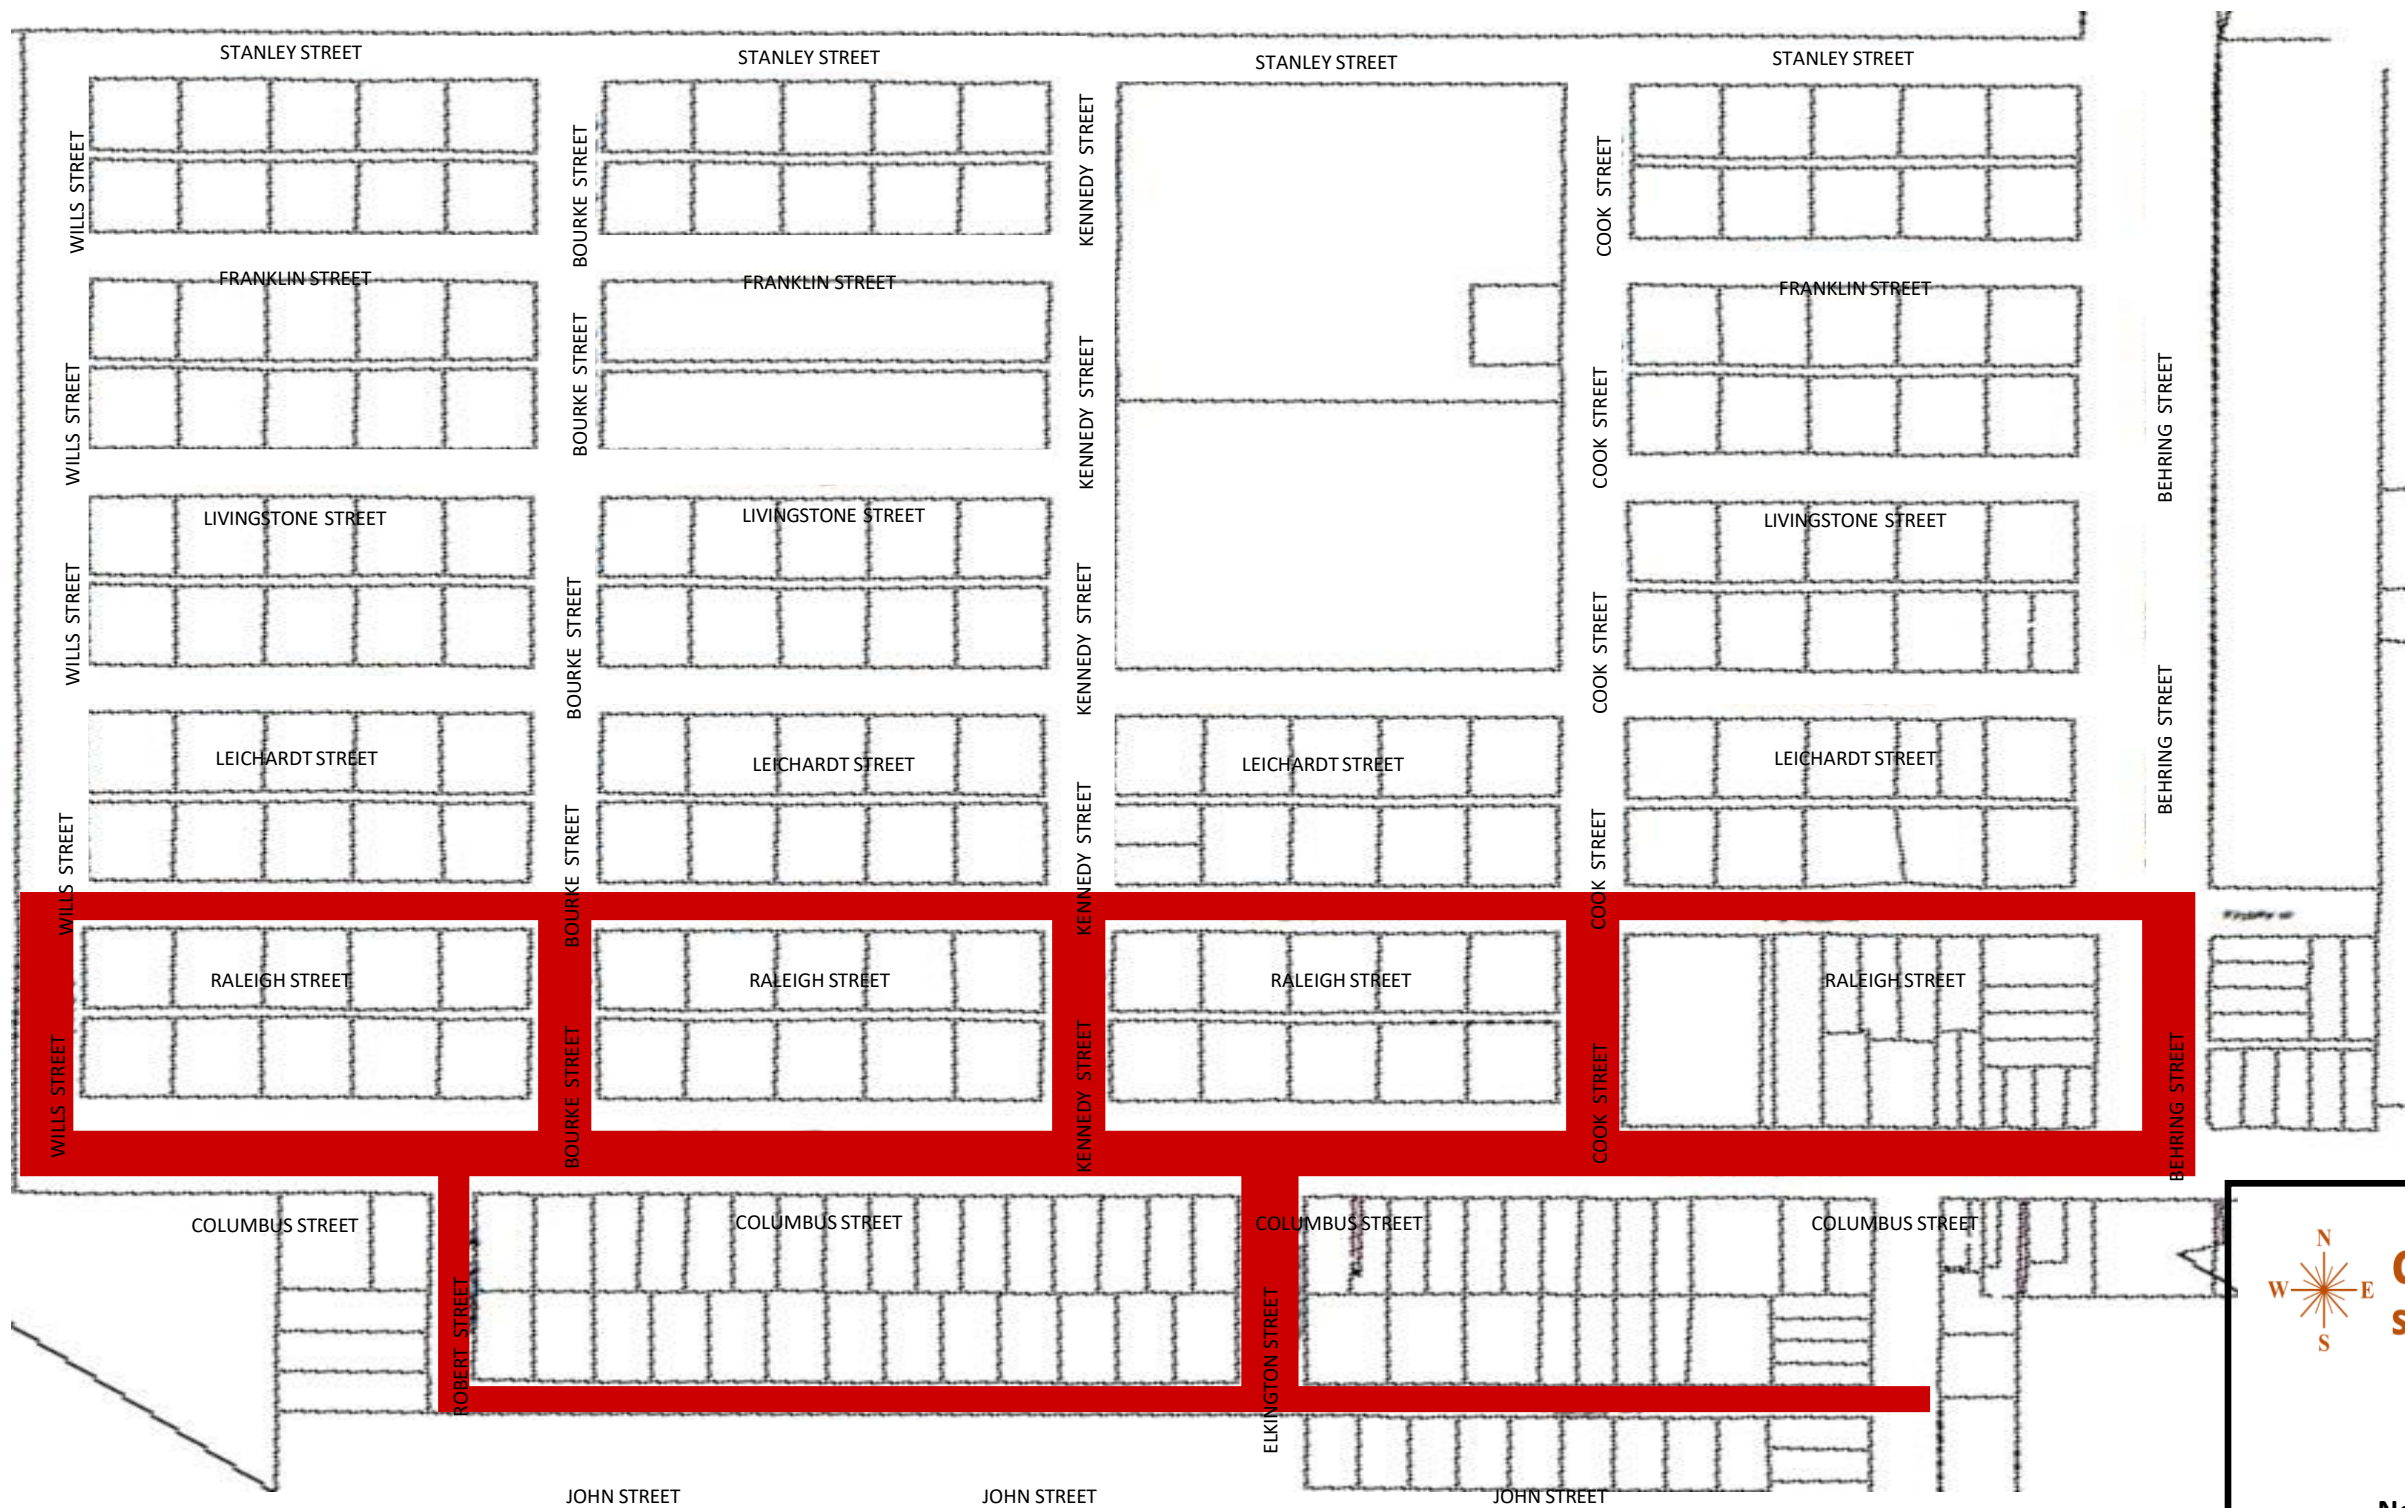 STANLEY STREET
STANLEY STREET
STANLEY STREET
STANLEY STREET
WILLS STREET
BOURKE STREET
KENNEDY STREET
COOK STREET
FRANKLIN STREET
FRANKLIN STREET
FRANKLIN STREET
WILLS STREET
BOURKE STREET
KENNEDY STREET
COOK STREET
BEHRING STREET
LIVINGSTONE STREET
LIVINGSTONE STREET
LIVINGSTONE STREET
WILLS STREET
BOURKE STREET
KENNEDY STREET
COOK STREET
BEHRING STREET
LEICHARDT STREET
LEICHARDT STREET
LEICHARDT STREET
LEICHARDT STREET
WILLS STREET
BOURKE STREET
KENNEDY STREET
COOK STREET
RALEIGH STREET
RALEIGH STREET
RALEIGH STREET
RALEIGH STREET
WILLS STREET
BOURKE STREET
KENNEDY STREET
COOK STREET
BEHRING STREET
COLUMBUS STREET
COLUMBUS STREET
COLUMBUS STREET
COLUMBUS STREET
ROBERT STREET
ELKINGTON STREET
N
W E
S
JOHN STREET
JOHN STREET
JOHN STREET